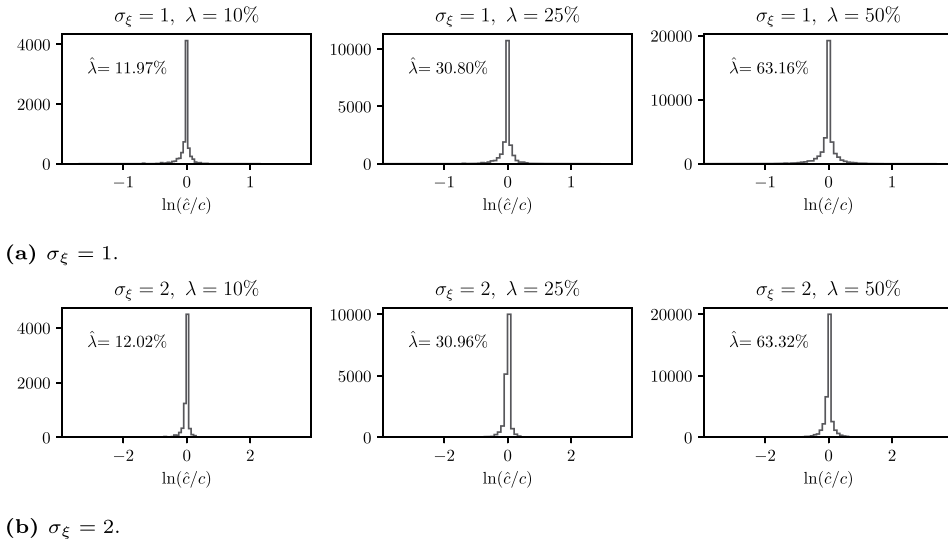 σξ = 1, λ = 10%
σξ = 1, λ = 25%
σξ = 1, λ = 50%
4000
2000
0
λ̂= 11.97%
−1
0
1
ln(ĉ/c)
10000
5000
0
λ̂= 30.80%
−1
0
1
ln(ĉ/c)
20000
10000
0
λ̂= 63.16%
−1
0
1
ln(ĉ/c)
(a) σξ = 1.
σξ = 2, λ = 10%
σξ = 2, λ = 25%
σξ = 2, λ = 50%
4000
2000
0
λ̂= 12.02%
−2
0
2
ln(ĉ/c)
10000
5000
0
λ̂= 30.96%
−2
0
2
ln(ĉ/c)
20000
10000
0
λ̂= 63.32%
−2
0
2
ln(ĉ/c)
(b) σξ = 2.